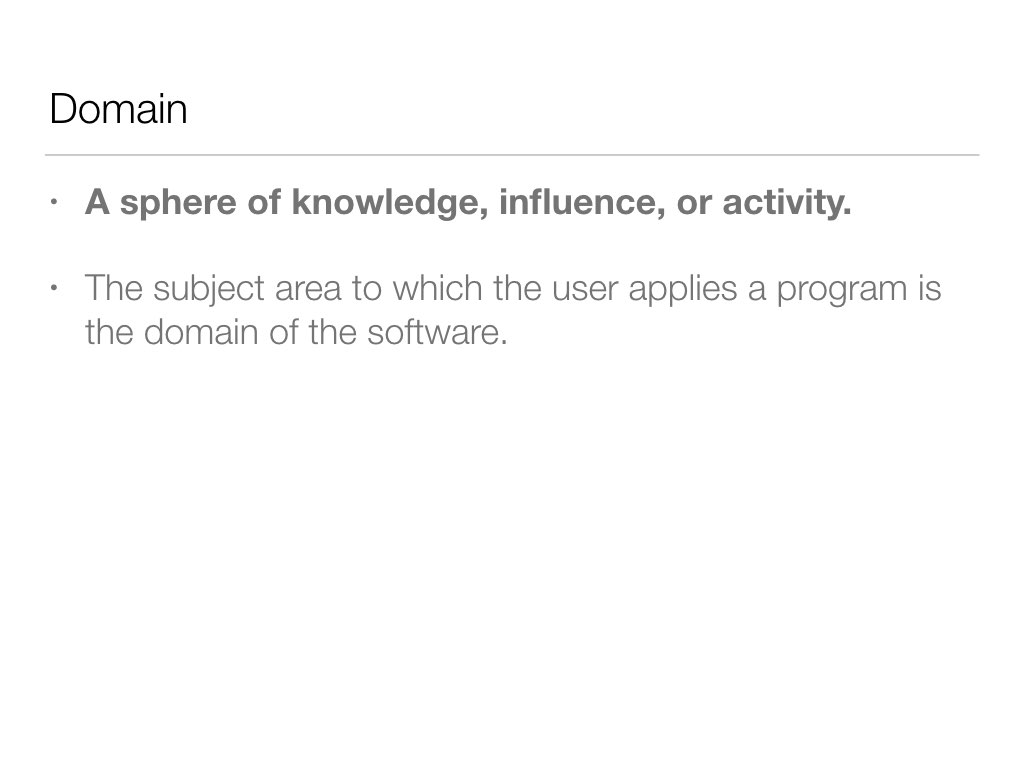 Domain
• A sphere of knowledge, influence, or activity.
• The subject area to which the user applies a program is
the domain of the software.